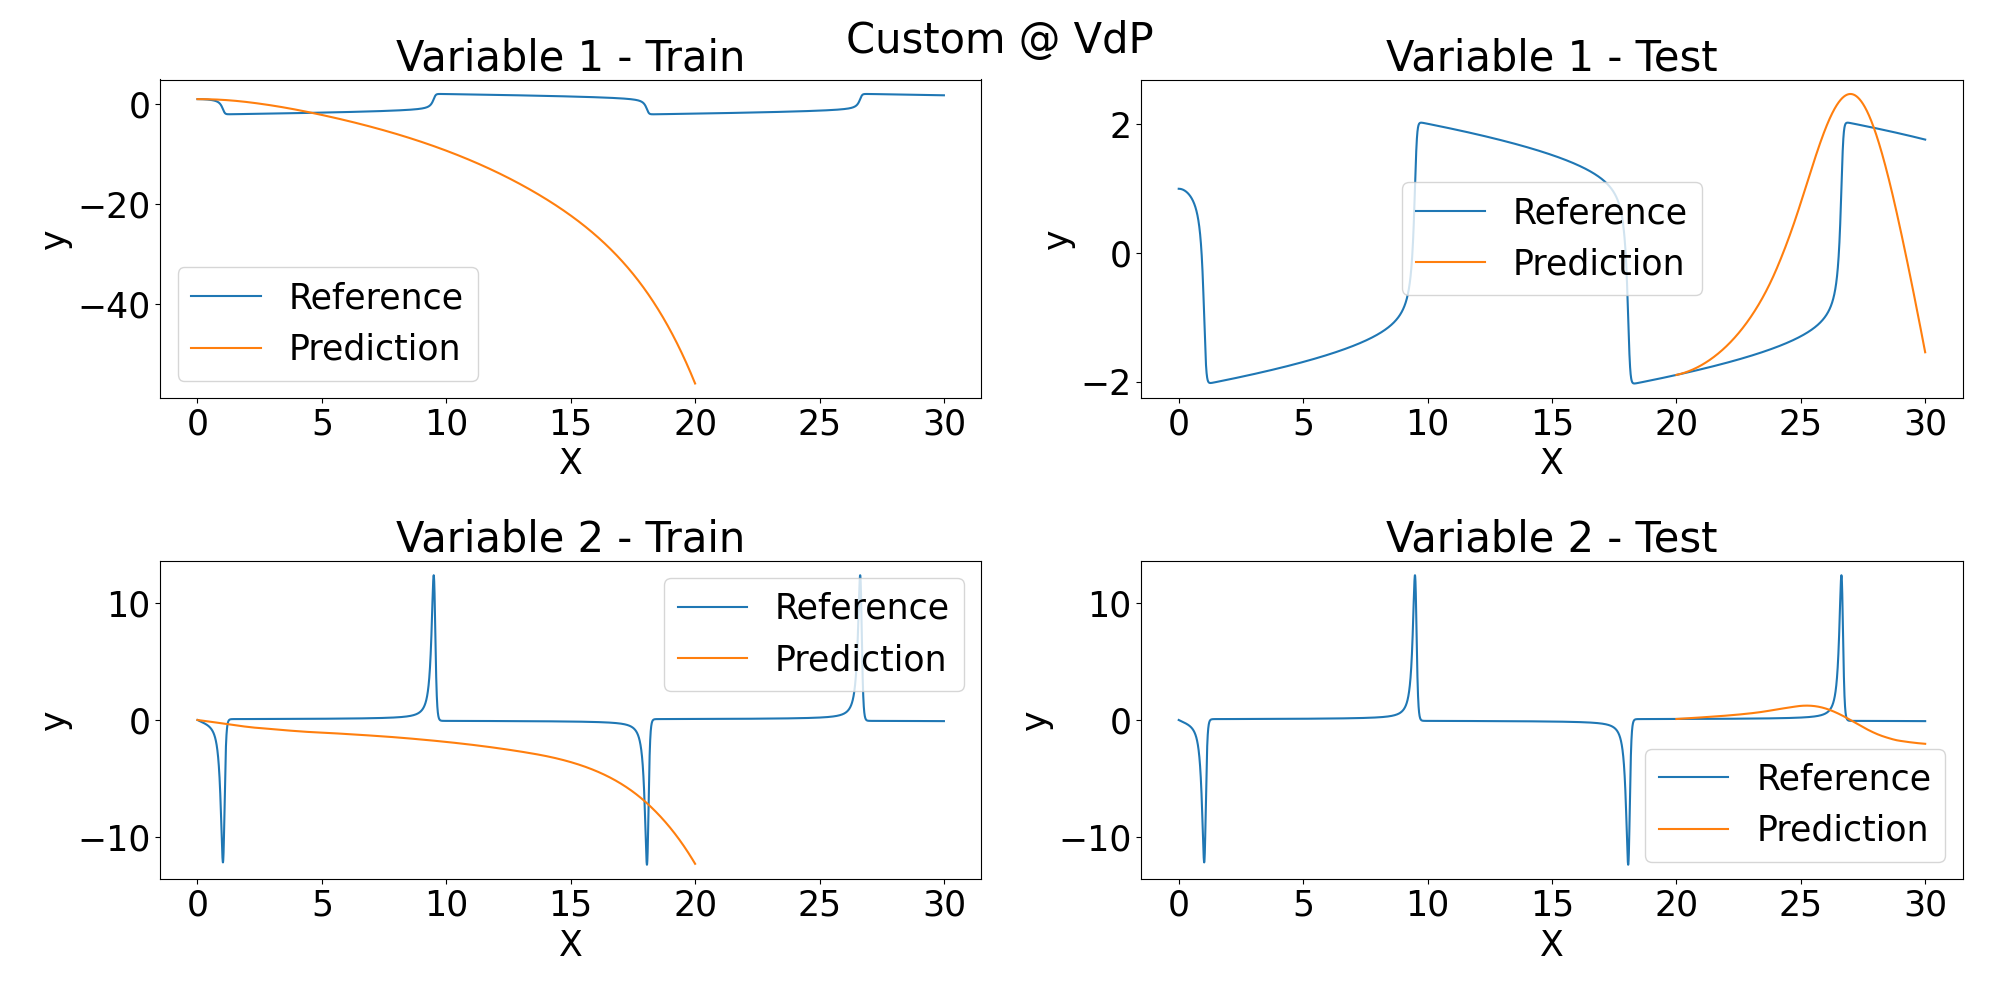 Custom @ VdP
Variable 1 - Train
0
−20
−40
y
Reference
Prediction
0 5 10 15 20 25 30
X
Variable 1 - Test
2
0
−2
y
Reference
Prediction
0 5 10 15 20 25 30
X
Variable 2 - Train
10
0
−10
y
Reference
Prediction
0 5 10 15 20 25 30
X
Variable 2 - Test
10
0
−10
y
Reference
Prediction
0 5 10 15 20 25 30
X